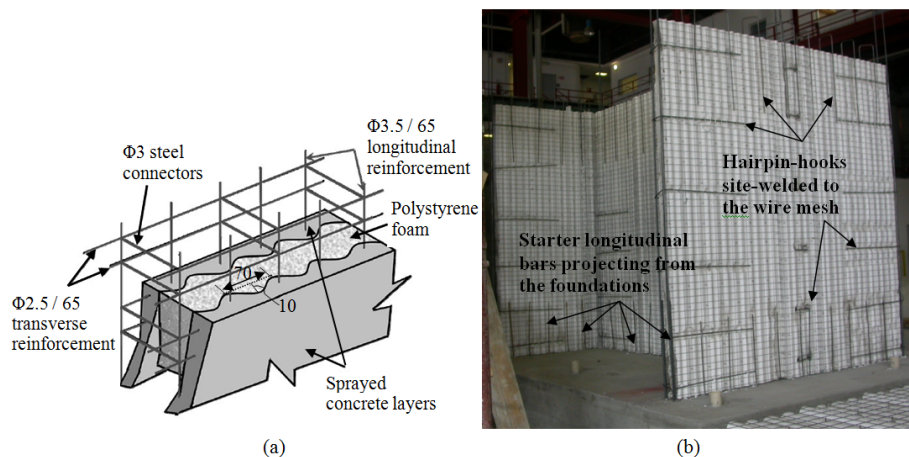 Φ3 steel
connectors
Φ3.5 / 65
longitudinal
reinforcement
Polystyrene
foam
70
10
Φ2.5 / 65
transverse
reinforcement
Sprayed
concrete layers
(a)
Hairpin-hooks
site-welded to
the wire mesh
Starter longitudinal
bars projecting from
the foundations
(b)